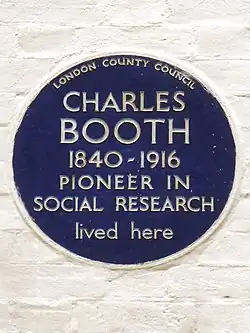 LONDON COUNTY COUNCIL
CHARLES
BOOTH
1840-1916
PIONEER IN
SOCIAL RESEARCH
lived here